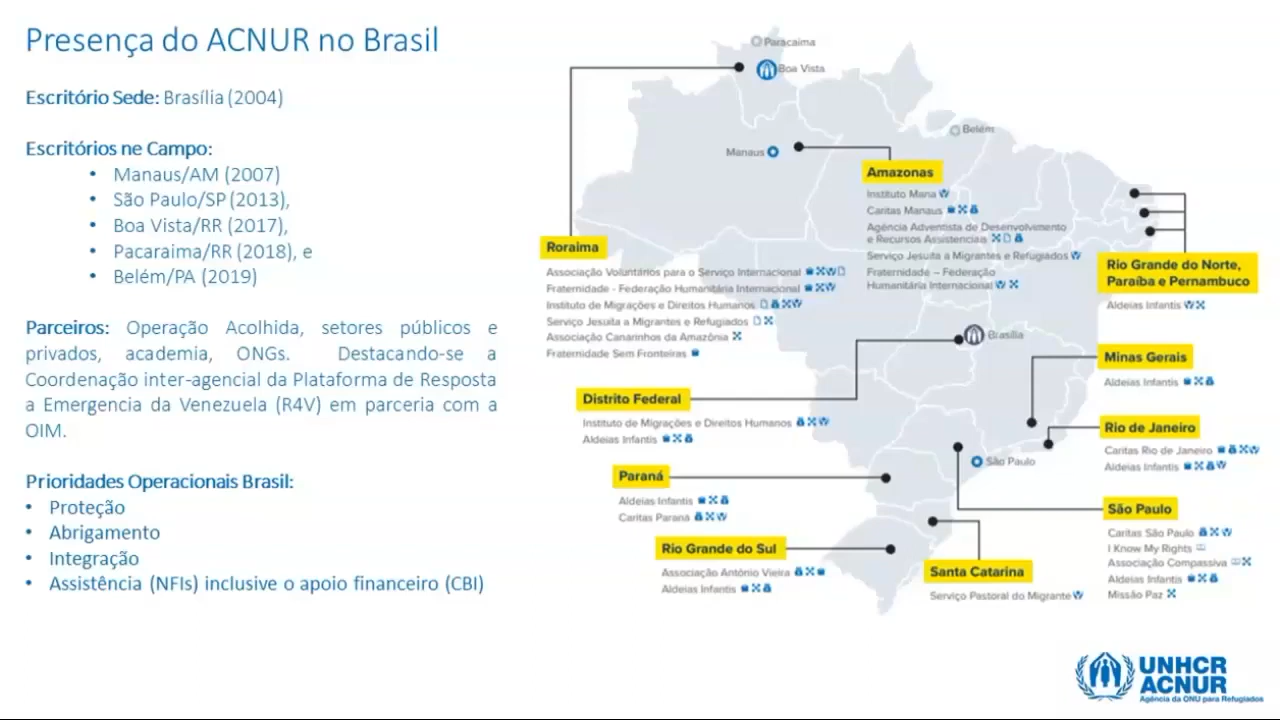 Presença do ACNUR no Brasil
Escritório Sede: Brasília (2004)
Escritórios ne Campo:
• Manaus/AM (2007)
• São Paulo/SP (2013),
• Boa Vista/RR (2017),
• Pacaraima/RR (2018), e
• Belém/PA (2019)
Parceiros: Operação Acolhida, setores públicos e
privados, academia, ONGs. Destacando-se a
Coordenação inter-agencial da Plataforma de Resposta
a Emergencia da Venezuela (R4V) em parceria com a
OIM.
Prioridades Operacionais Brasil:
• Proteção
• Abrigamento
• Integração
• Assistência (NFIs) inclusive o apoio financeiro (CBI)
Paracaima
Boa Vista
Belém
Manaus
Amazonas
Instituto Mana
Caritas Manaus
Agência Adventista de Desenvolvimento
e Recursos Assistenciais
Serviço Jesuíta a Migrantes e Refugiados
Fraternidade – Federação
Humanitária Internacional
Roraima
Associação Voluntários para o Serviço Internacional
Fraternidade - Federação Humanitária Internacional
Instituto de Migrações e Direitos Humanos
Serviço Jesuíta a Migrantes e Refugiados
Associação Canarinhos da Amazônia
Fraternidade Sem Fronteiras
Rio Grande do Norte,
Paraíba e Pernambuco
Aldeias Infantis
Brasília
Minas Gerais
Aldeias Infantis
Distrito Federal
Instituto de Migrações e Direitos Humanos
Aldeias Infantis
Rio de Janeiro
Caritas Rio de Janeiro
Aldeias Infantis
São Paulo
Paraná
Aldeias Infantis
Caritas Paraná
São Paulo
Caritas São Paulo
I Know My Rights
Associação Compassiva
Aldeias Infantis
Missão Paz
Rio Grande do Sul
Associação Antônio Vieira
Aldeias Infantis
Santa Catarina
Serviço Pastoral do Migrante
UNHCR
ACNUR
Agência da ONU para Refugiados